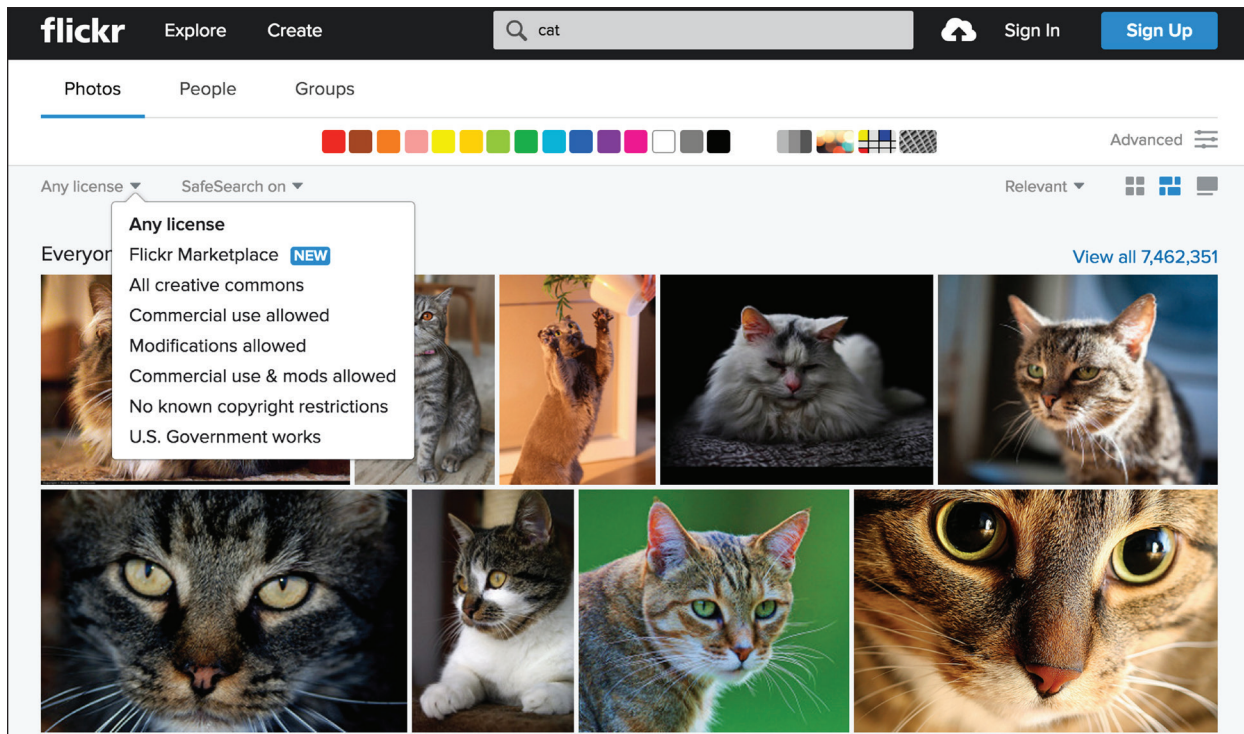 flickr Explore Create cat Sign In Sign Up
Photos People Groups
Advanced
Any license SafeSearch on Relevant
Any license
Everyon Flickr Marketplace NEW View all 7,462,351
All creative commons
Commercial use allowed
Modifications allowed
Commercial use & mods allowed
No known copyright restrictions
U.S. Government works